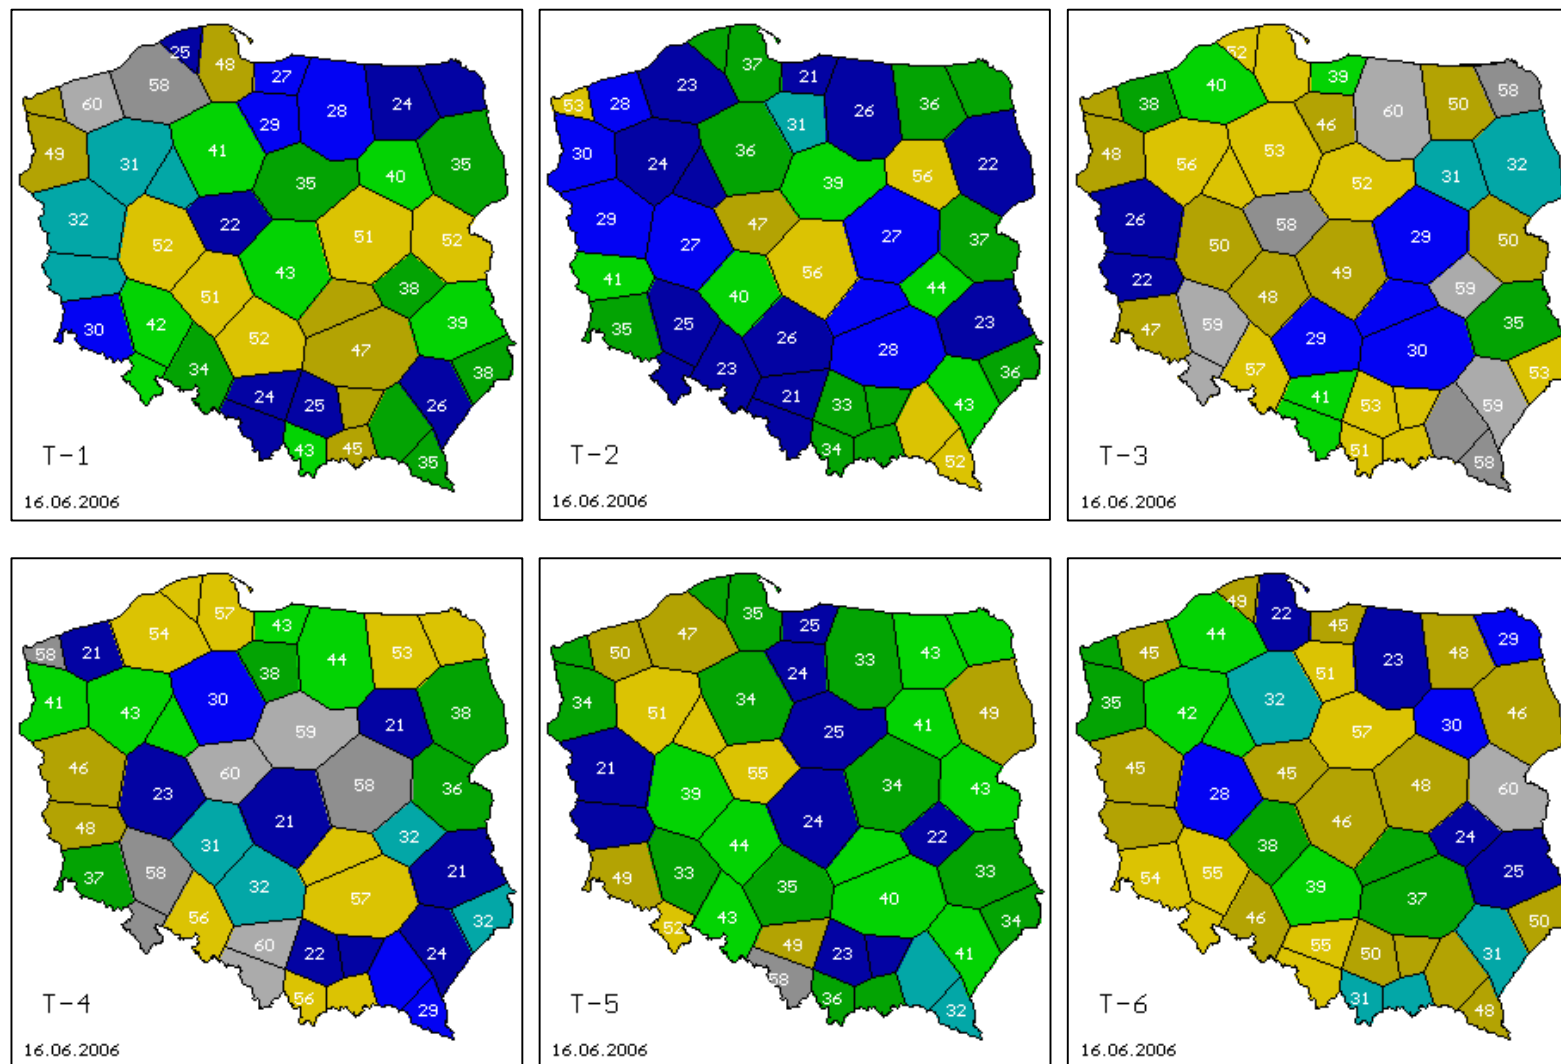 25 48
58 27
60 28 24
29
49 31 41 40 35
35
32 22 51 52
52
43
51 38
30 42 39
52 47
34 38
24 25 26
43 45 35
T-1
16.06.2006
37 21
23
53 28 26 36
31
30 24 36 22
39 56
29 47 27 37
27
56
41 40 44
35 25 26 23
28
23 36
21 33 43
34 52
T-2
16.06.2006
52
40 39
38 60 50 58
46
48 56 53 31 32
52
26 58 29 50
50
22 48 49 59
47 59 29 35
30
57 53
41 53 59
51 58
T-3
16.06.2006
57
54 43
58 21 44 53
38
41 43 30 21 38
59
46 60 58 36
23
21
48 31 32
37 58 21
32 57
56 32
60 22 24
56 29
T-4
16.06.2006
35 25
47
50 33 43
24
34 51 34 41 49
25
21 55 34 43
39
24
44 22
49 33 33
35 40
43 34
52 49 23 41
58 36 32
T-5
16.06.2006
49 22
44 45
45 23 48 29
51
35 42 32 30 46
57
45 45 48 60
28
46
38 24
54 55 25
39 37
46 50
55 50 31
31 48
T-6
16.06.2006